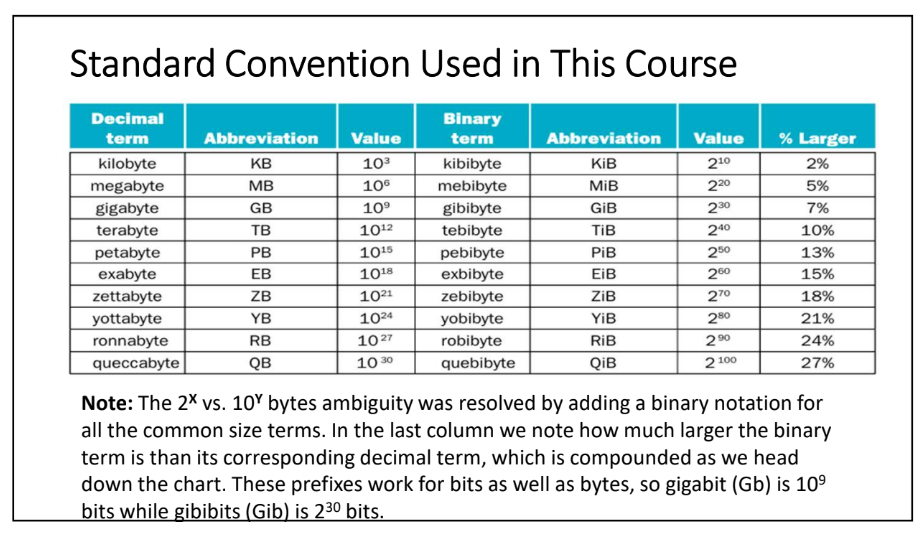 Standard Convention Used in This Course
Decimal term Abbreviation Value Binary term Abbreviation Value % Larger
kilobyte KB 10³ kibibyte KiB 2¹⁰ 2%
megabyte MB 10⁶ mebibyte MiB 2²⁰ 5%
gigabyte GB 10⁹ gibibyte GiB 2³⁰ 7%
terabyte TB 10¹² tebibyte TiB 2⁴⁰ 10%
petabyte PB 10¹⁵ pebibyte PiB 2⁵⁰ 13%
exabyte EB 10¹⁸ exbibyte EiB 2⁶⁰ 15%
zettabyte ZB 10²¹ zebibyte ZiB 2⁷⁰ 18%
yottabyte YB 10²⁴ yobibyte YiB 2⁸⁰ 21%
ronnabyte RB 10²⁷ robibyte RiB 2⁹⁰ 24%
queccabyte QB 10³⁰ quebibyte QiB 2¹⁰⁰ 27%
Note: The 2ˣ vs. 10ʸ bytes ambiguity was resolved by adding a binary notation for
all the common size terms. In the last column we note how much larger the binary
term is than its corresponding decimal term, which is compounded as we head
down the chart. These prefixes work for bits as well as bytes, so gigabit (Gb) is 10⁹
bits while gibibits (Gib) is 2³⁰ bits.